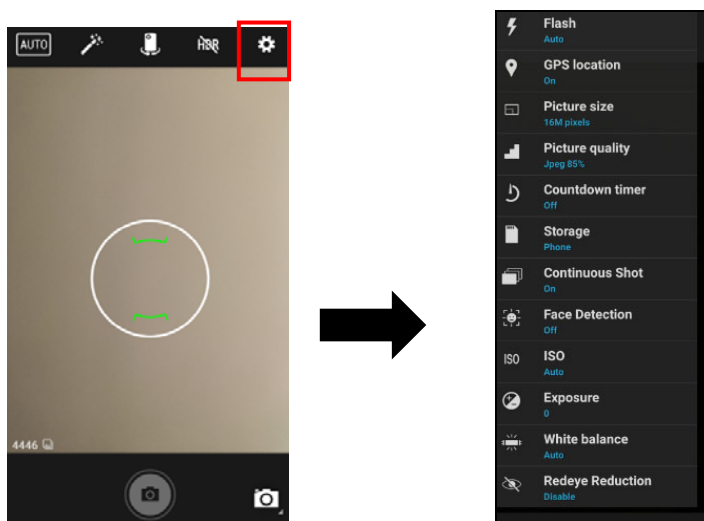 AUTO
HDR
4446
Flash
Auto
GPS location
On
Picture size
16M pixels
Picture quality
Jpeg 85%
Countdown timer
Off
Storage
Phone
Continuous Shot
On
Face Detection
Off
ISO
ISO
Auto
Exposure
0
White balance
Auto
Redeye Reduction
Disable